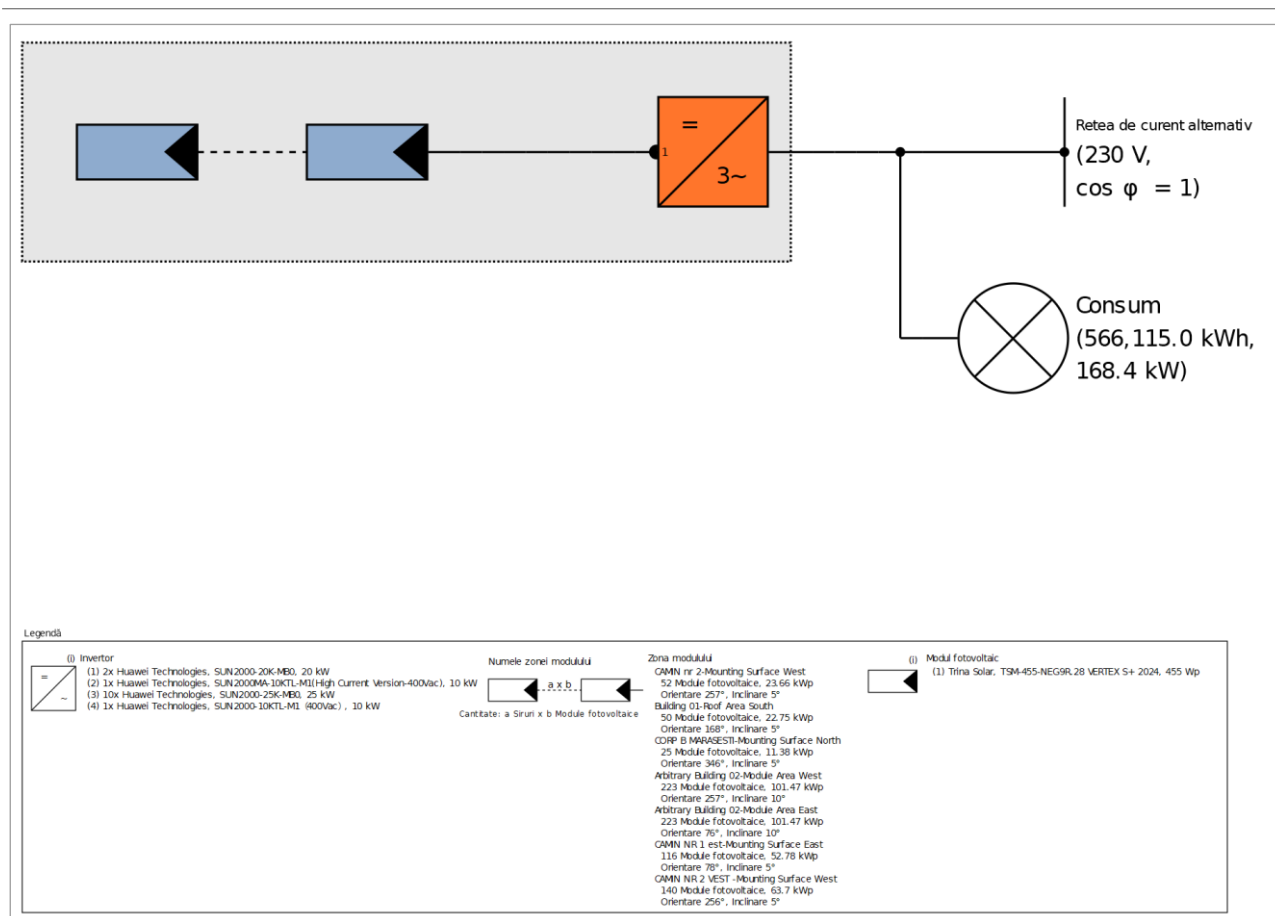 =
1
3~
Retea de curent alternativ
(230 V,
cos φ = 1)
Consum
(566,115.0 kWh,
168.4 kW)
Legendă
(i) Invertor
=
~
(1) 2x Huawei Technologies, SUN2000-20K-MB0, 20 kW
(2) 1x Huawei Technologies, SUN2000MA-10KTL-M1(High Current Version-400Vac), 10 kW
(3) 10x Huawei Technologies, SUN2000-25K-MB0, 25 kW
(4) 1x Huawei Technologies, SUN2000-10KTL-M1 (400Vac) , 10 kW
Numele zonei modulului
a x b
Cantitate: a Siruri x b Module fotovoltaice
Zona modulului
CAMIN nr 2-Mounting Surface West
52 Module fotovoltaice, 23.66 kWp
Orientare 257°, Inclinare 5°
Building 01-Roof Area South
50 Module fotovoltaice, 22.75 kWp
Orientare 168°, Inclinare 5°
CORP B MARASESTI-Mounting Surface North
25 Module fotovoltaice, 11.38 kWp
Orientare 346°, Inclinare 5°
Arbitrary Building 02-Module Area West
223 Module fotovoltaice, 101.47 kWp
Orientare 257°, Inclinare 10°
Arbitrary Building 02-Module Area East
223 Module fotovoltaice, 101.47 kWp
Orientare 76°, Inclinare 10°
CAMIN NR 1 est-Mounting Surface East
116 Module fotovoltaice, 52.78 kWp
Orientare 78°, Inclinare 5°
CAMIN NR 2 VEST -Mounting Surface West
140 Module fotovoltaice, 63.7 kWp
Orientare 256°, Inclinare 5°
(i) Modul fotovoltaic
(1) Trina Solar, TSM-455-NEG9R.28 VERTEX S+ 2024, 455 Wp